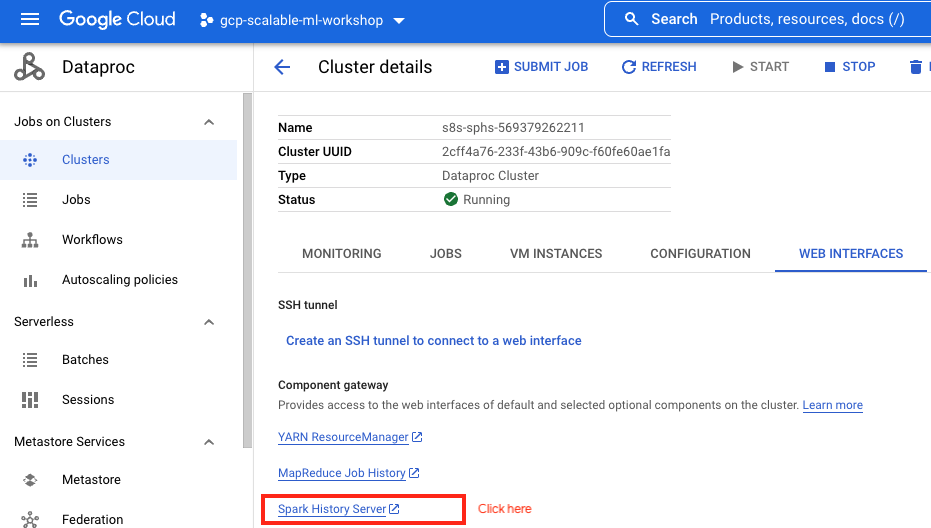 Google Cloud
gcp-scalable-ml-workshop
Search Products, resources, docs (/)
Dataproc
Cluster details
SUBMIT JOB
REFRESH
START
STOP
Jobs on Clusters
Clusters
Jobs
Workflows
Autoscaling policies
Serverless
Batches
Sessions
Metastore Services
Metastore
Federation
Name s8s-sphs-569379262211
Cluster UUID 2cff4a76-233f-43b6-909c-f60fe60ae1fa
Type Dataproc Cluster
Status Running
MONITORING JOBS VM INSTANCES CONFIGURATION WEB INTERFACES
SSH tunnel
Create an SSH tunnel to connect to a web interface
Component gateway
Provides access to the web interfaces of default and selected optional components on the cluster. Learn more
YARN ResourceManager
MapReduce Job History
Spark History Server
Click here